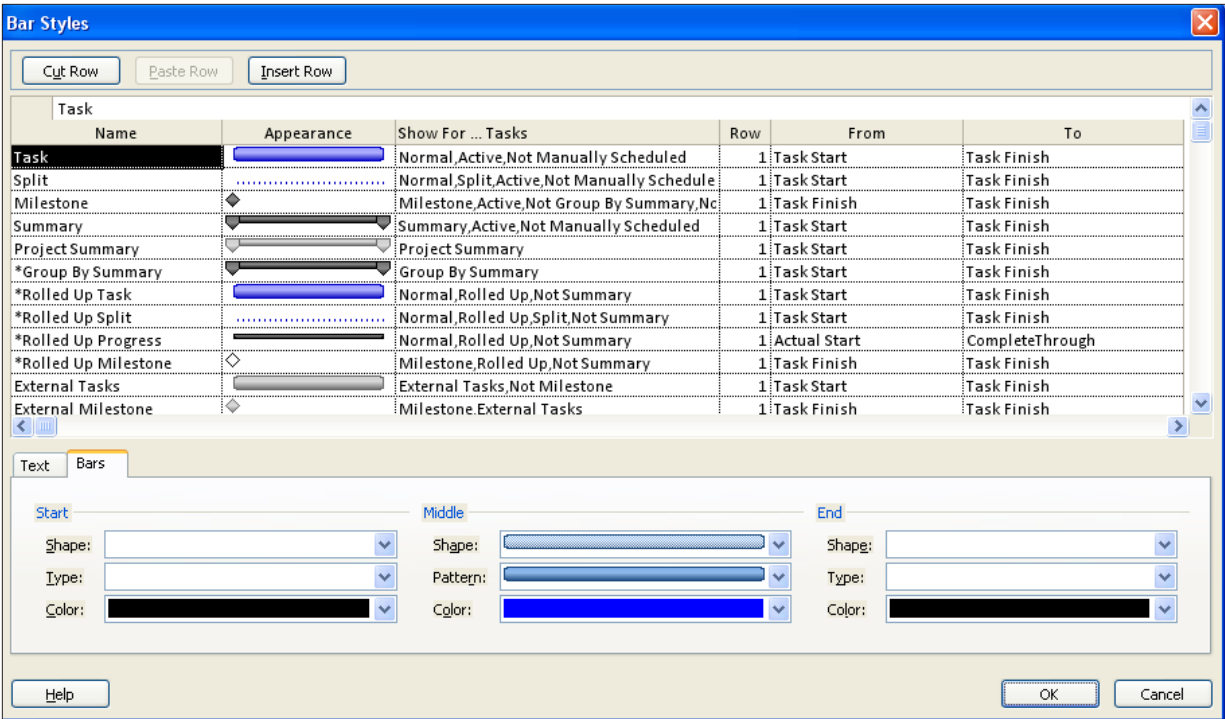 Bar Styles
Cut Row Paste Row Insert Row
Task
Name Appearance Show For ... Tasks Row From To
Task Normal,Active,Not Manually Scheduled 1 Task Start Task Finish
Split Normal,Split,Active,Not Manually Schedule 1 Task Start Task Finish
Milestone Milestone,Active,Not Group By Summary,Nc 1 Task Finish Task Finish
Summary Summary,Active,Not Manually Scheduled 1 Task Start Task Finish
Project Summary Project Summary 1 Task Start Task Finish
*Group By Summary Group By Summary 1 Task Start Task Finish
*Rolled Up Task Normal,Rolled Up,Not Summary 1 Task Start Task Finish
*Rolled Up Split Normal,Rolled Up,Split,Not Summary 1 Task Start Task Finish
*Rolled Up Progress Normal,Rolled Up,Not Summary 1 Actual Start CompleteThrough
*Rolled Up Milestone Milestone,Rolled Up,Not Summary 1 Task Finish Task Finish
External Tasks External Tasks,Not Milestone 1 Task Start Task Finish
External Milestone Milestone,External Tasks 1 Task Finish Task Finish
Text Bars
Start Middle End
Shape: Shape: Shape:
Type: Pattern: Type:
Color: Color: Color:
Help OK Cancel